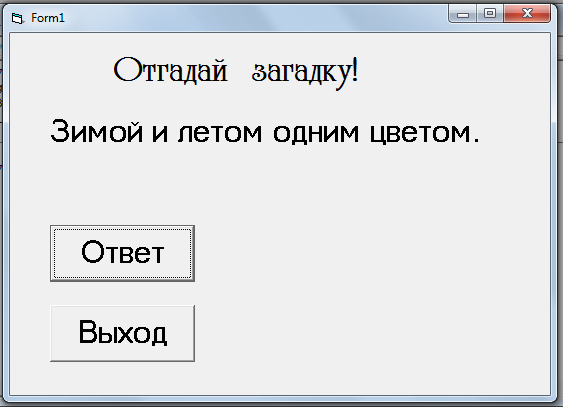 Form1
Отгадай загадку!
Зимой и летом одним цветом.
Ответ
Выход